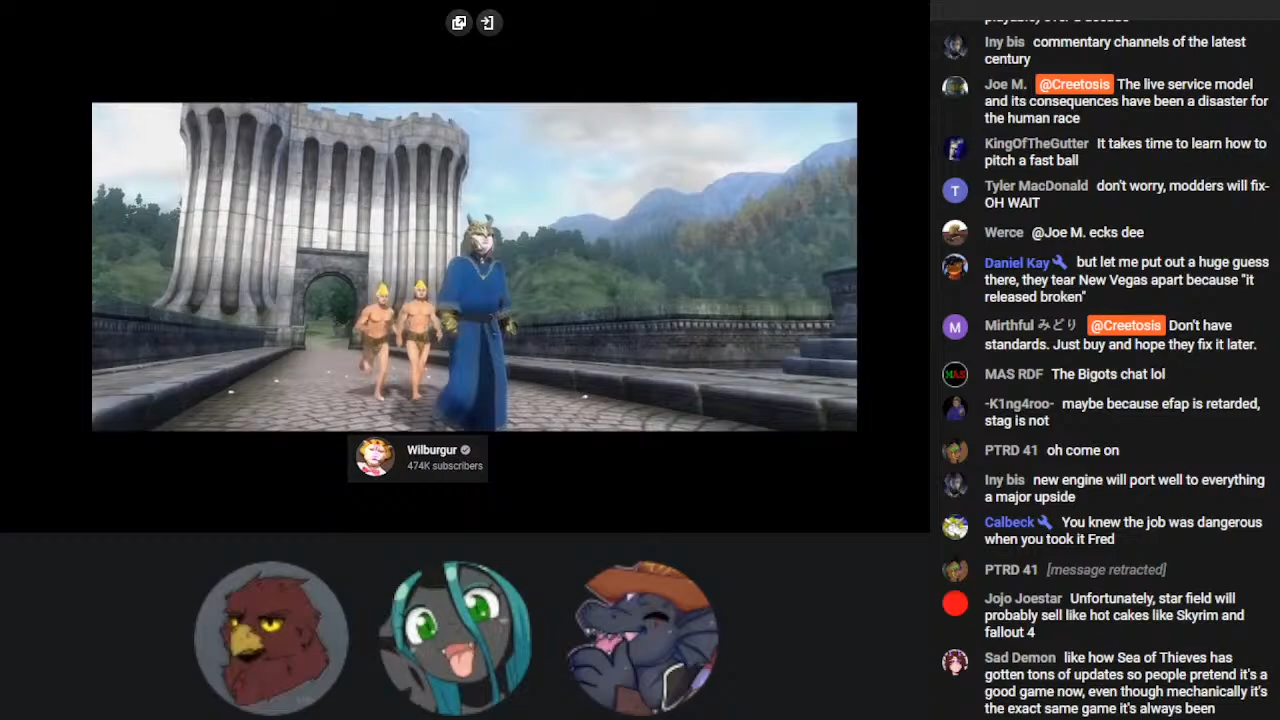 Iny bis commentary channels of the latest
century
Joe M. @Creetosis The live service model
and its consequences have been a disaster for
the human race
KingOfTheGutter It takes time to learn how to
pitch a fast ball
Tyler MacDonald don't worry, modders will fix-
OH WAIT
Werce @Joe M. ecks dee
Daniel Kay but let me put out a huge guess
there, they tear New Vegas apart because "it
released broken"
Mirthful みどり @Creetosis Don't have
standards. Just buy and hope they fix it later.
MAS RDF The Bigots chat lol
-K1ng4roo- maybe because efap is retarded,
stag is not
PTRD 41 oh come on
Iny bis new engine will port well to everything
a major upside
Calbeck You knew the job was dangerous
when you took it Fred
PTRD 41 [message retracted]
Jojo Joestar Unfortunately, star field will
probably sell like hot cakes like Skyrim and
fallout 4
Sad Demon like how Sea of Thieves has
gotten tons of updates so people pretend it's a
good game now, even though mechanically it's
the exact same game it's always been
Wilburgur
474K subscribers
T
M
MAS